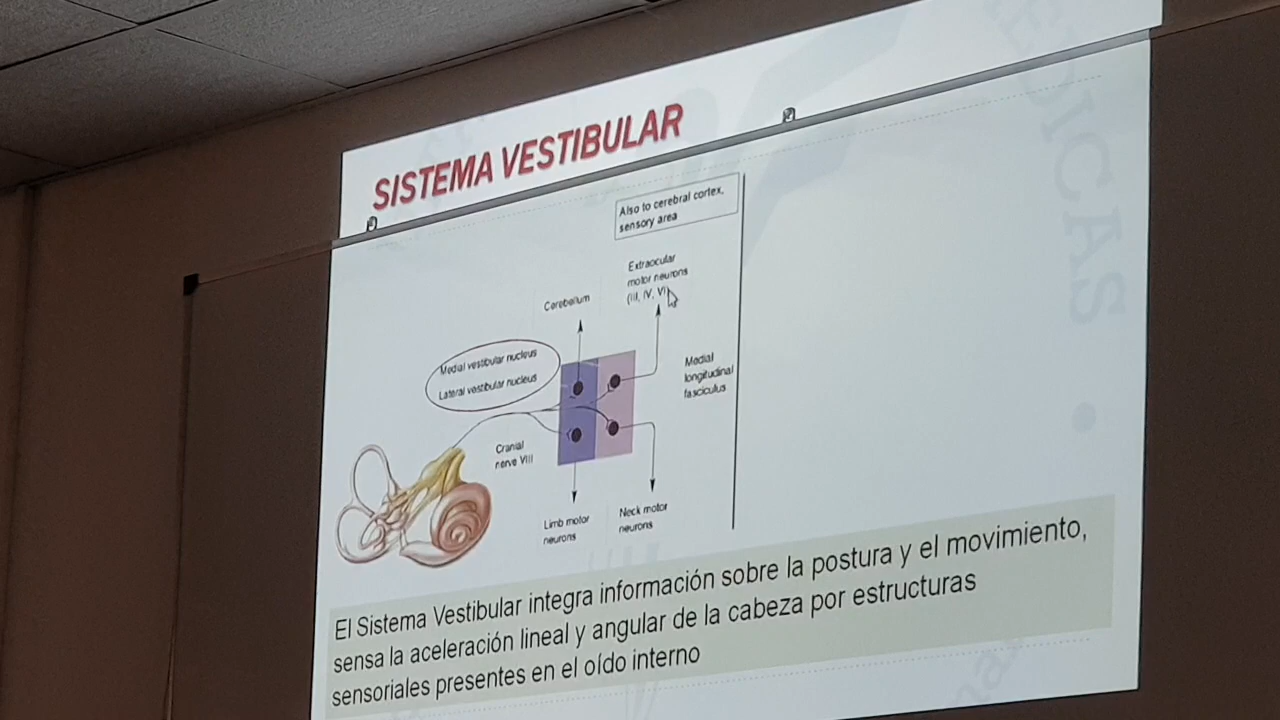 SISTEMA VESTIBULAR
Also to cerebral cortex,
sensory area
Extraocular
motor neurons
(III, IV, VI)
Cerebellum
Medial vestibular nucleus
Lateral vestibular nucleus
Medial
longitudinal
fasciculus
Cranial
nerve VIII
Limb motor
neurons
Neck motor
neurons
El Sistema Vestibular integra información sobre la postura y el movimiento,
sensa la aceleración lineal y angular de la cabeza por estructuras
sensoriales presentes en el oído interno